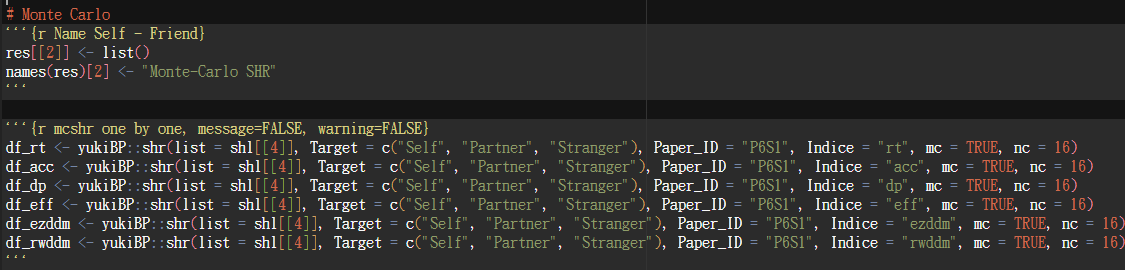 # Monte Carlo
```{r Name Self - Friend}
res[[2]] <- list()
names(res)[2] <- "Monte-Carlo SHR"
```
```{r mcshr one by one, message=FALSE, warning=FALSE}
df_rt <- yukiBP::shr(list = shl[[4]], Target = c("Self", "Partner", "Stranger"), Paper_ID = "P6S1", Indice = "rt", mc = TRUE, nc = 16)
df_acc <- yukiBP::shr(list = shl[[4]], Target = c("Self", "Partner", "Stranger"), Paper_ID = "P6S1", Indice = "acc", mc = TRUE, nc = 16)
df_dp <- yukiBP::shr(list = shl[[4]], Target = c("Self", "Partner", "Stranger"), Paper_ID = "P6S1", Indice = "dp", mc = TRUE, nc = 16)
df_eff <- yukiBP::shr(list = shl[[4]], Target = c("Self", "Partner", "Stranger"), Paper_ID = "P6S1", Indice = "eff", mc = TRUE, nc = 16)
df_ezddm <- yukiBP::shr(list = shl[[4]], Target = c("Self", "Partner", "Stranger"), Paper_ID = "P6S1", Indice = "ezddm", mc = TRUE, nc = 16)
df_rwddm <- yukiBP::shr(list = shl[[4]], Target = c("Self", "Partner", "Stranger"), Paper_ID = "P6S1", Indice = "rwddm", mc = TRUE, nc = 16)
```